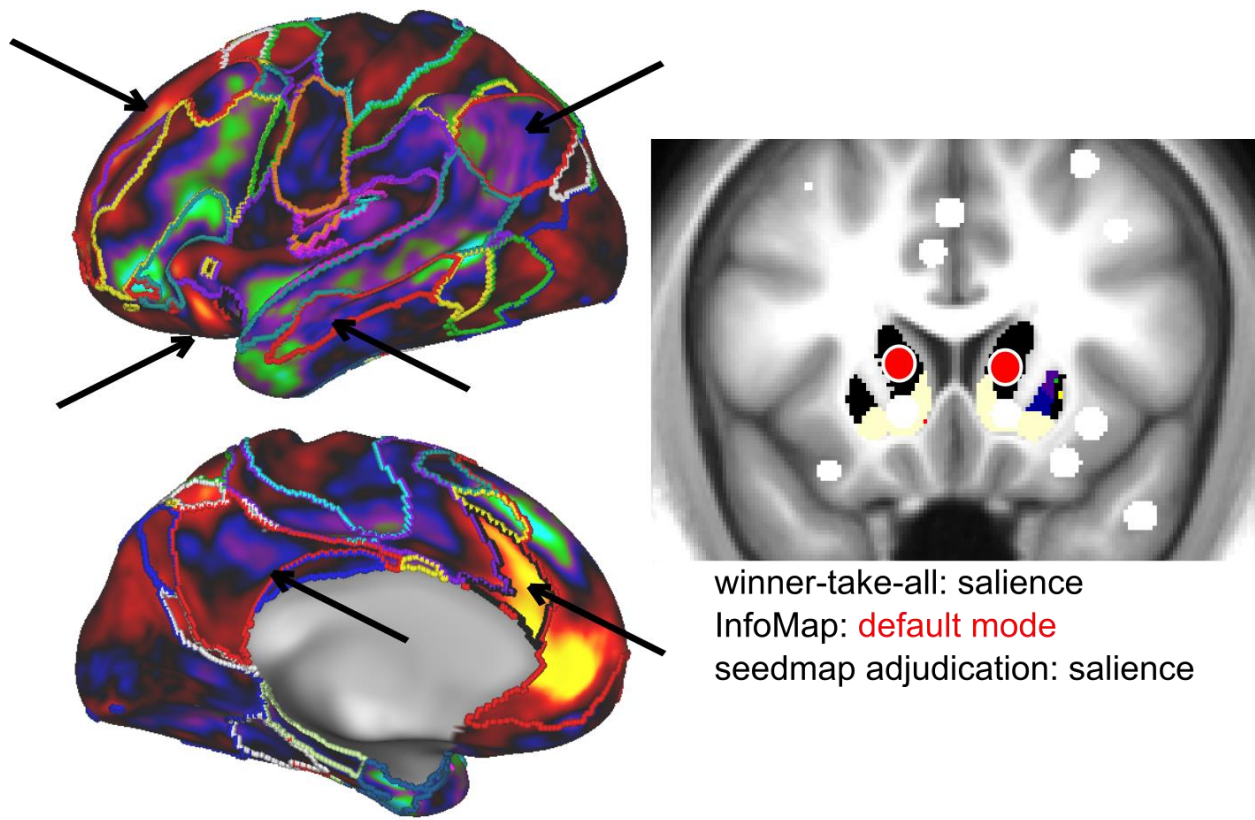 winner-take-all: salience
InfoMap: default mode
seedmap adjudication: salience